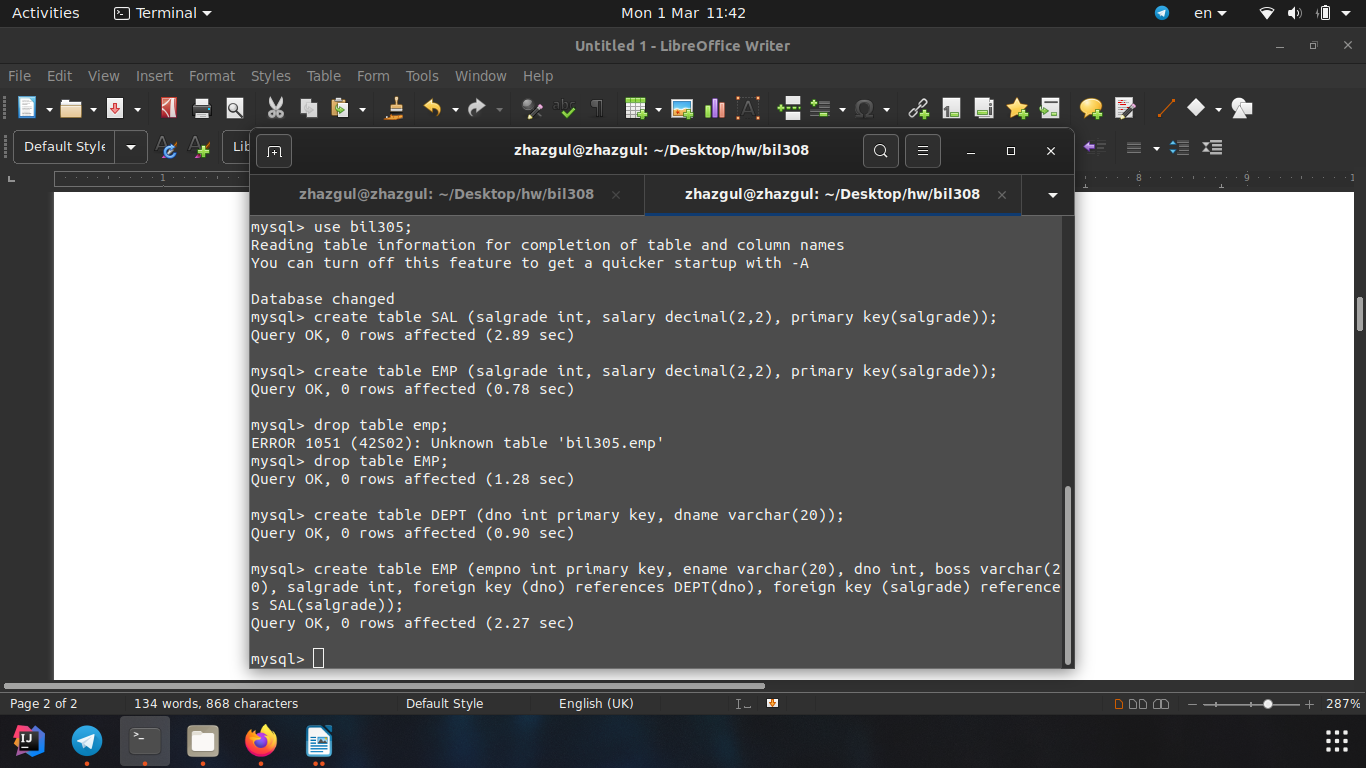 Activities Terminal Mon 1 Mar 11:42 en
Untitled 1 - LibreOffice Writer
File Edit View Insert Format Styles Table Form Tools Window Help
Default Style
zhazgul@zhazgul: ~/Desktop/hw/bil308
zhazgul@zhazgul: ~/Desktop/hw/bil308 zhazgul@zhazgul: ~/Desktop/hw/bil308
1 8 9
mysql> use bil305;
Reading table information for completion of table and column names
You can turn off this feature to get a quicker startup with -A
Database changed
mysql> create table SAL (salgrade int, salary decimal(2,2), primary key(salgrade));
Query OK, 0 rows affected (2.89 sec)
mysql> create table EMP (salgrade int, salary decimal(2,2), primary key(salgrade));
Query OK, 0 rows affected (0.78 sec)
mysql> drop table emp;
ERROR 1051 (42S02): Unknown table 'bil305.emp'
mysql> drop table EMP;
Query OK, 0 rows affected (1.28 sec)
mysql> create table DEPT (dno int primary key, dname varchar(20));
Query OK, 0 rows affected (0.90 sec)
mysql> create table EMP (empno int primary key, ename varchar(20), dno int, boss varchar(2
0), salgrade int, foreign key (dno) references DEPT(dno), foreign key (salgrade) reference
s SAL(salgrade));
Query OK, 0 rows affected (2.27 sec)
mysql>
Page 2 of 2 134 words, 868 characters Default Style English (UK) 287%